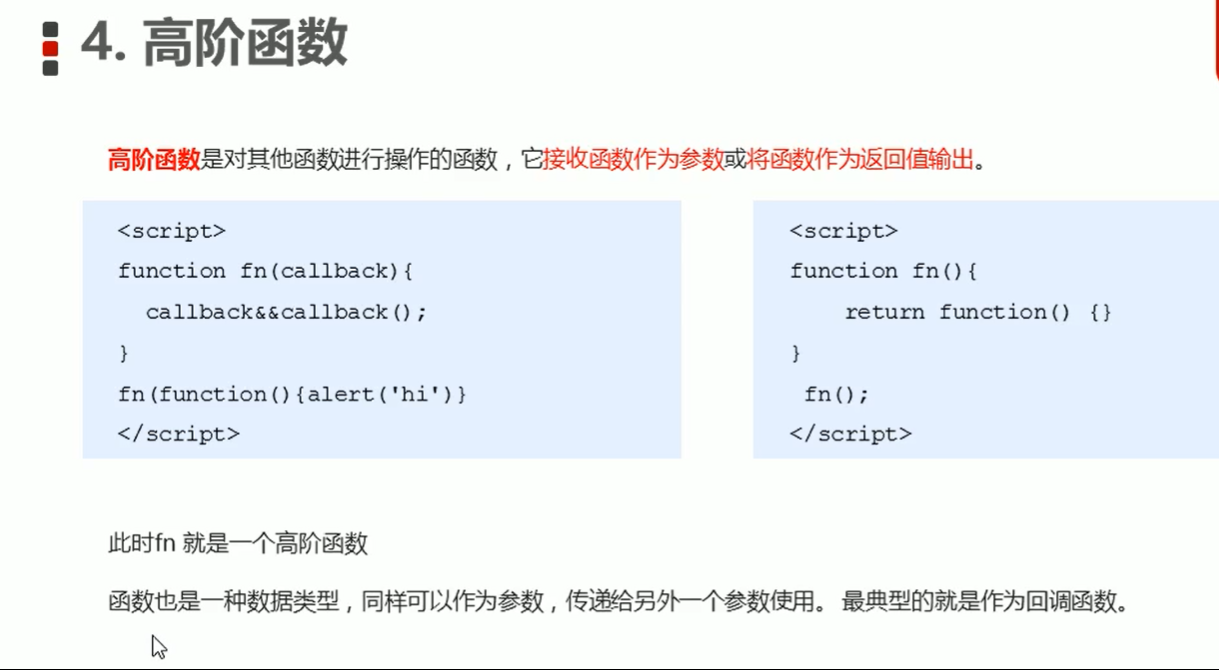 4. 高阶函数
高阶函数是对其他函数进行操作的函数，它接收函数作为参数或将函数作为返回值输出。
<script>
function fn(callback){
callback&&callback();
}
fn(function(){alert('hi')}
</script>
<script>
function fn(){
return function() {}
}
fn();
</script>
此时fn 就是一个高阶函数
函数也是一种数据类型，同样可以作为参数，传递给另外一个参数使用。 最典型的就是作为回调函数。